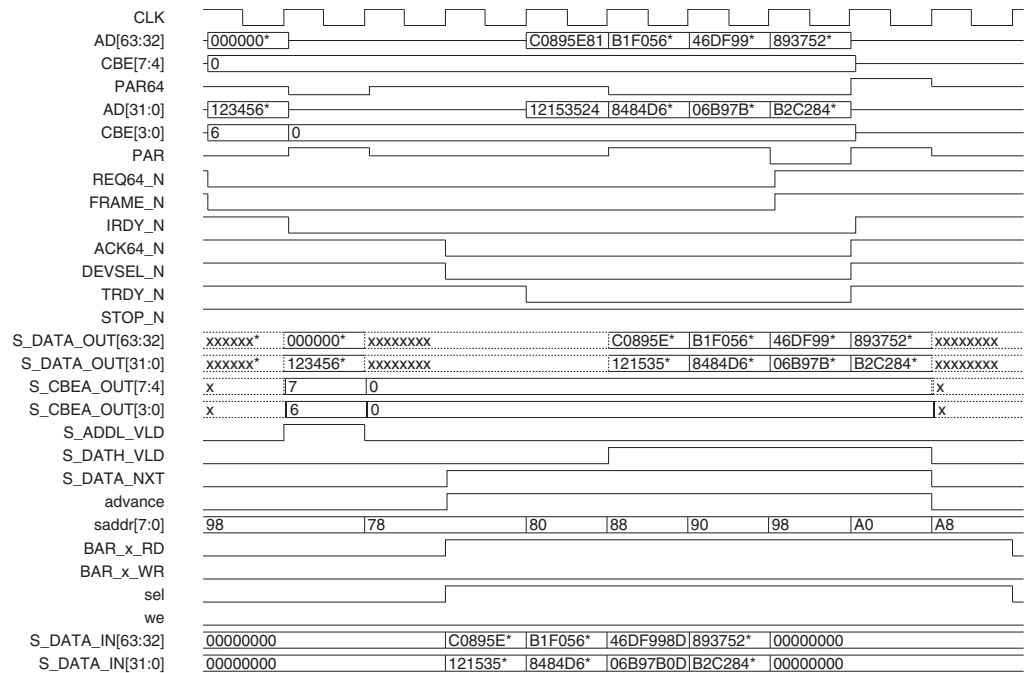 CLK
AD[63:32] 000000* C0895E81 B1F056* 46DF99* 893752*
CBE[7:4] 0
PAR64
AD[31:0] 123456* 12153524 8484D6* 06B97B* B2C284*
CBE[3:0] 6 0
PAR
REQ64_N
FRAME_N
IRDY_N
ACK64_N
DEVSEL_N
TRDY_N
STOP_N
S_DATA_OUT[63:32] xxxxxx* 000000* xxxxxxxx C0895E* B1F056* 46DF99* 893752* xxxxxxxx
S_DATA_OUT[31:0] xxxxxx* 123456* xxxxxxxx 121535* 8484D6* 06B97B* B2C284* xxxxxxxx
S_CBEA_OUT[7:4] x 7 0 x
S_CBEA_OUT[3:0] x 6 0 x
S_ADDL_VLD
S_DATH_VLD
S_DATA_NXT
advance
saddr[7:0] 98 78 80 88 90 98 A0 A8
BAR_x_RD
BAR_x_WR
sel
we
S_DATA_IN[63:32] 00000000 C0895E* B1F056* 46DF998D 893752* 00000000
S_DATA_IN[31:0] 00000000 121535* 8484D6* 06B97B0D B2C284* 00000000